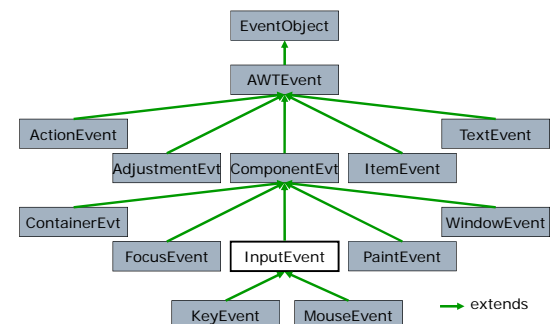 EventObject
AWTEvent
ActionEvent
TextEvent
AdjustmentEvt
ComponentEvt
ItemEvent
ContainerEvt
WindowEvent
FocusEvent
InputEvent
PaintEvent
KeyEvent
MouseEvent
extends